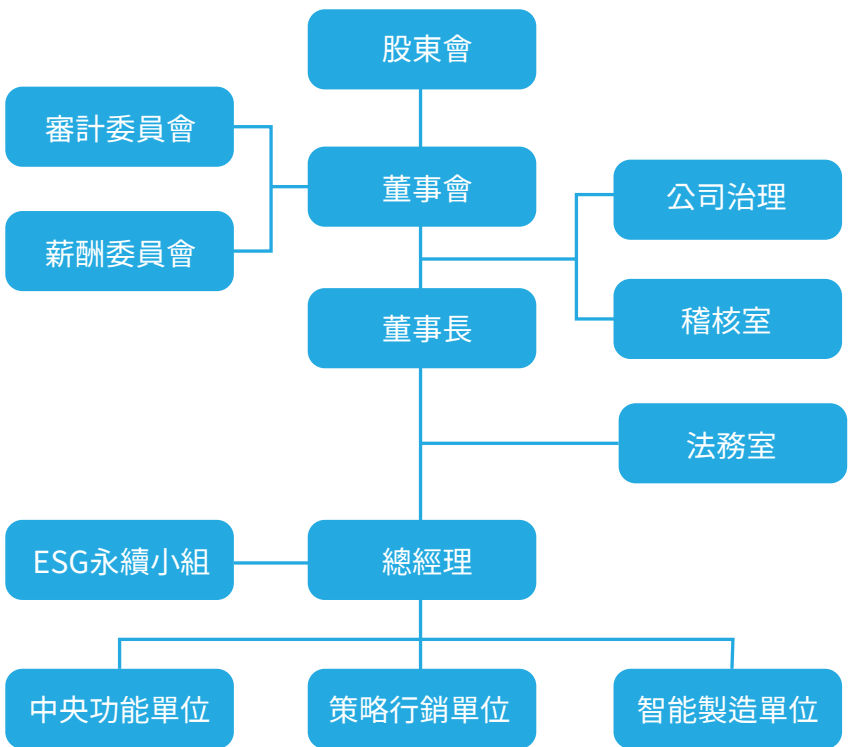 股東會
審計委員會
董事會
公司治理
薪酬委員會
董事長
稽核室
法務室
ESG永續小組
總經理
中央功能單位
策略行銷單位
智能製造單位